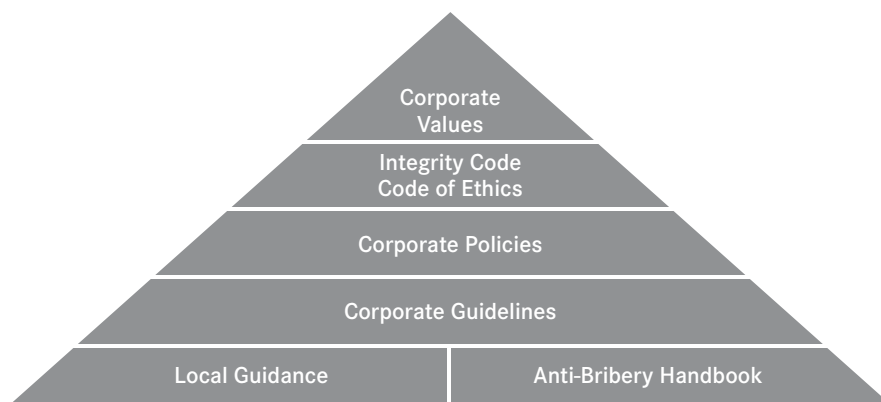 Corporate
Values
Integrity Code
Code of Ethics
Corporate Policies
Corporate Guidelines
Local Guidance
Anti-Bribery Handbook